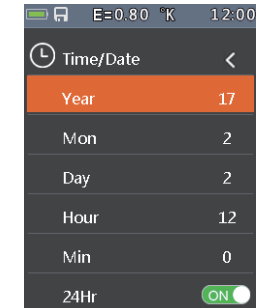 E=0.80 °K 12:00
Time/Date
Year 17
Mon 2
Day 2
Hour 12
Min 0
24Hr ON